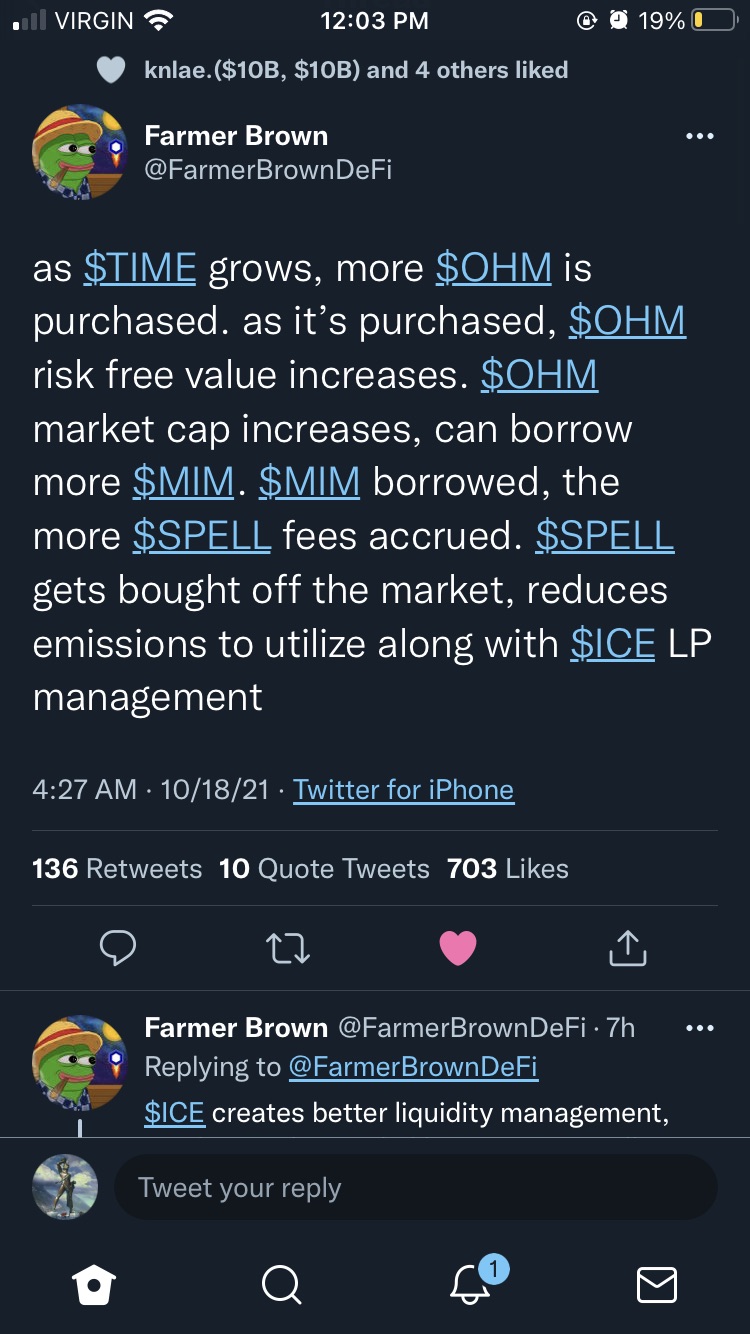 VIRGIN 12:03 PM 19%
knlae.($10B, $10B) and 4 others liked
Farmer Brown
@FarmerBrownDeFi
as $TIME grows, more $OHM is
purchased. as it’s purchased, $OHM
risk free value increases. $OHM
market cap increases, can borrow
more $MIM. $MIM borrowed, the
more $SPELL fees accrued. $SPELL
gets bought off the market, reduces
emissions to utilize along with $ICE LP
management
4:27 AM · 10/18/21 · Twitter for iPhone
136 Retweets 10 Quote Tweets 703 Likes
Farmer Brown @FarmerBrownDeFi · 7h
Replying to @FarmerBrownDeFi
$ICE creates better liquidity management,
Tweet your reply
1